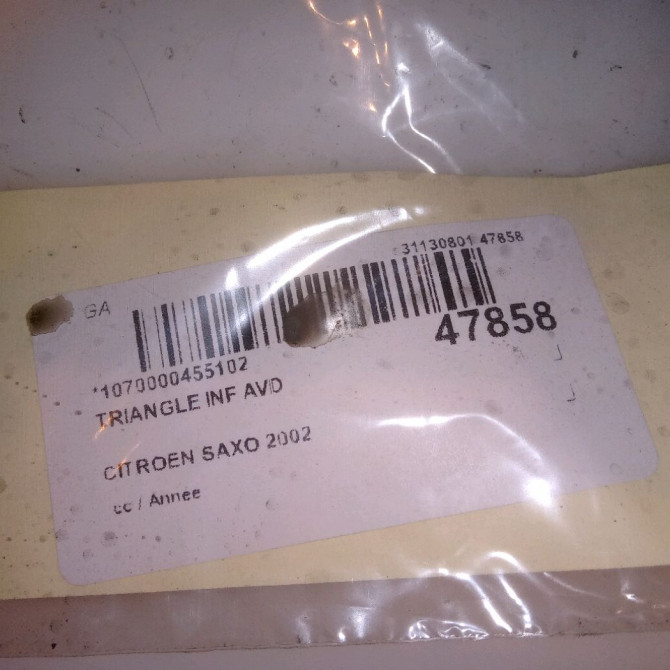 31130801 47858
GA
47858
*1070000455102
TRIANGLE INF AVD
CITROEN SAXO 2002
cc / Annee